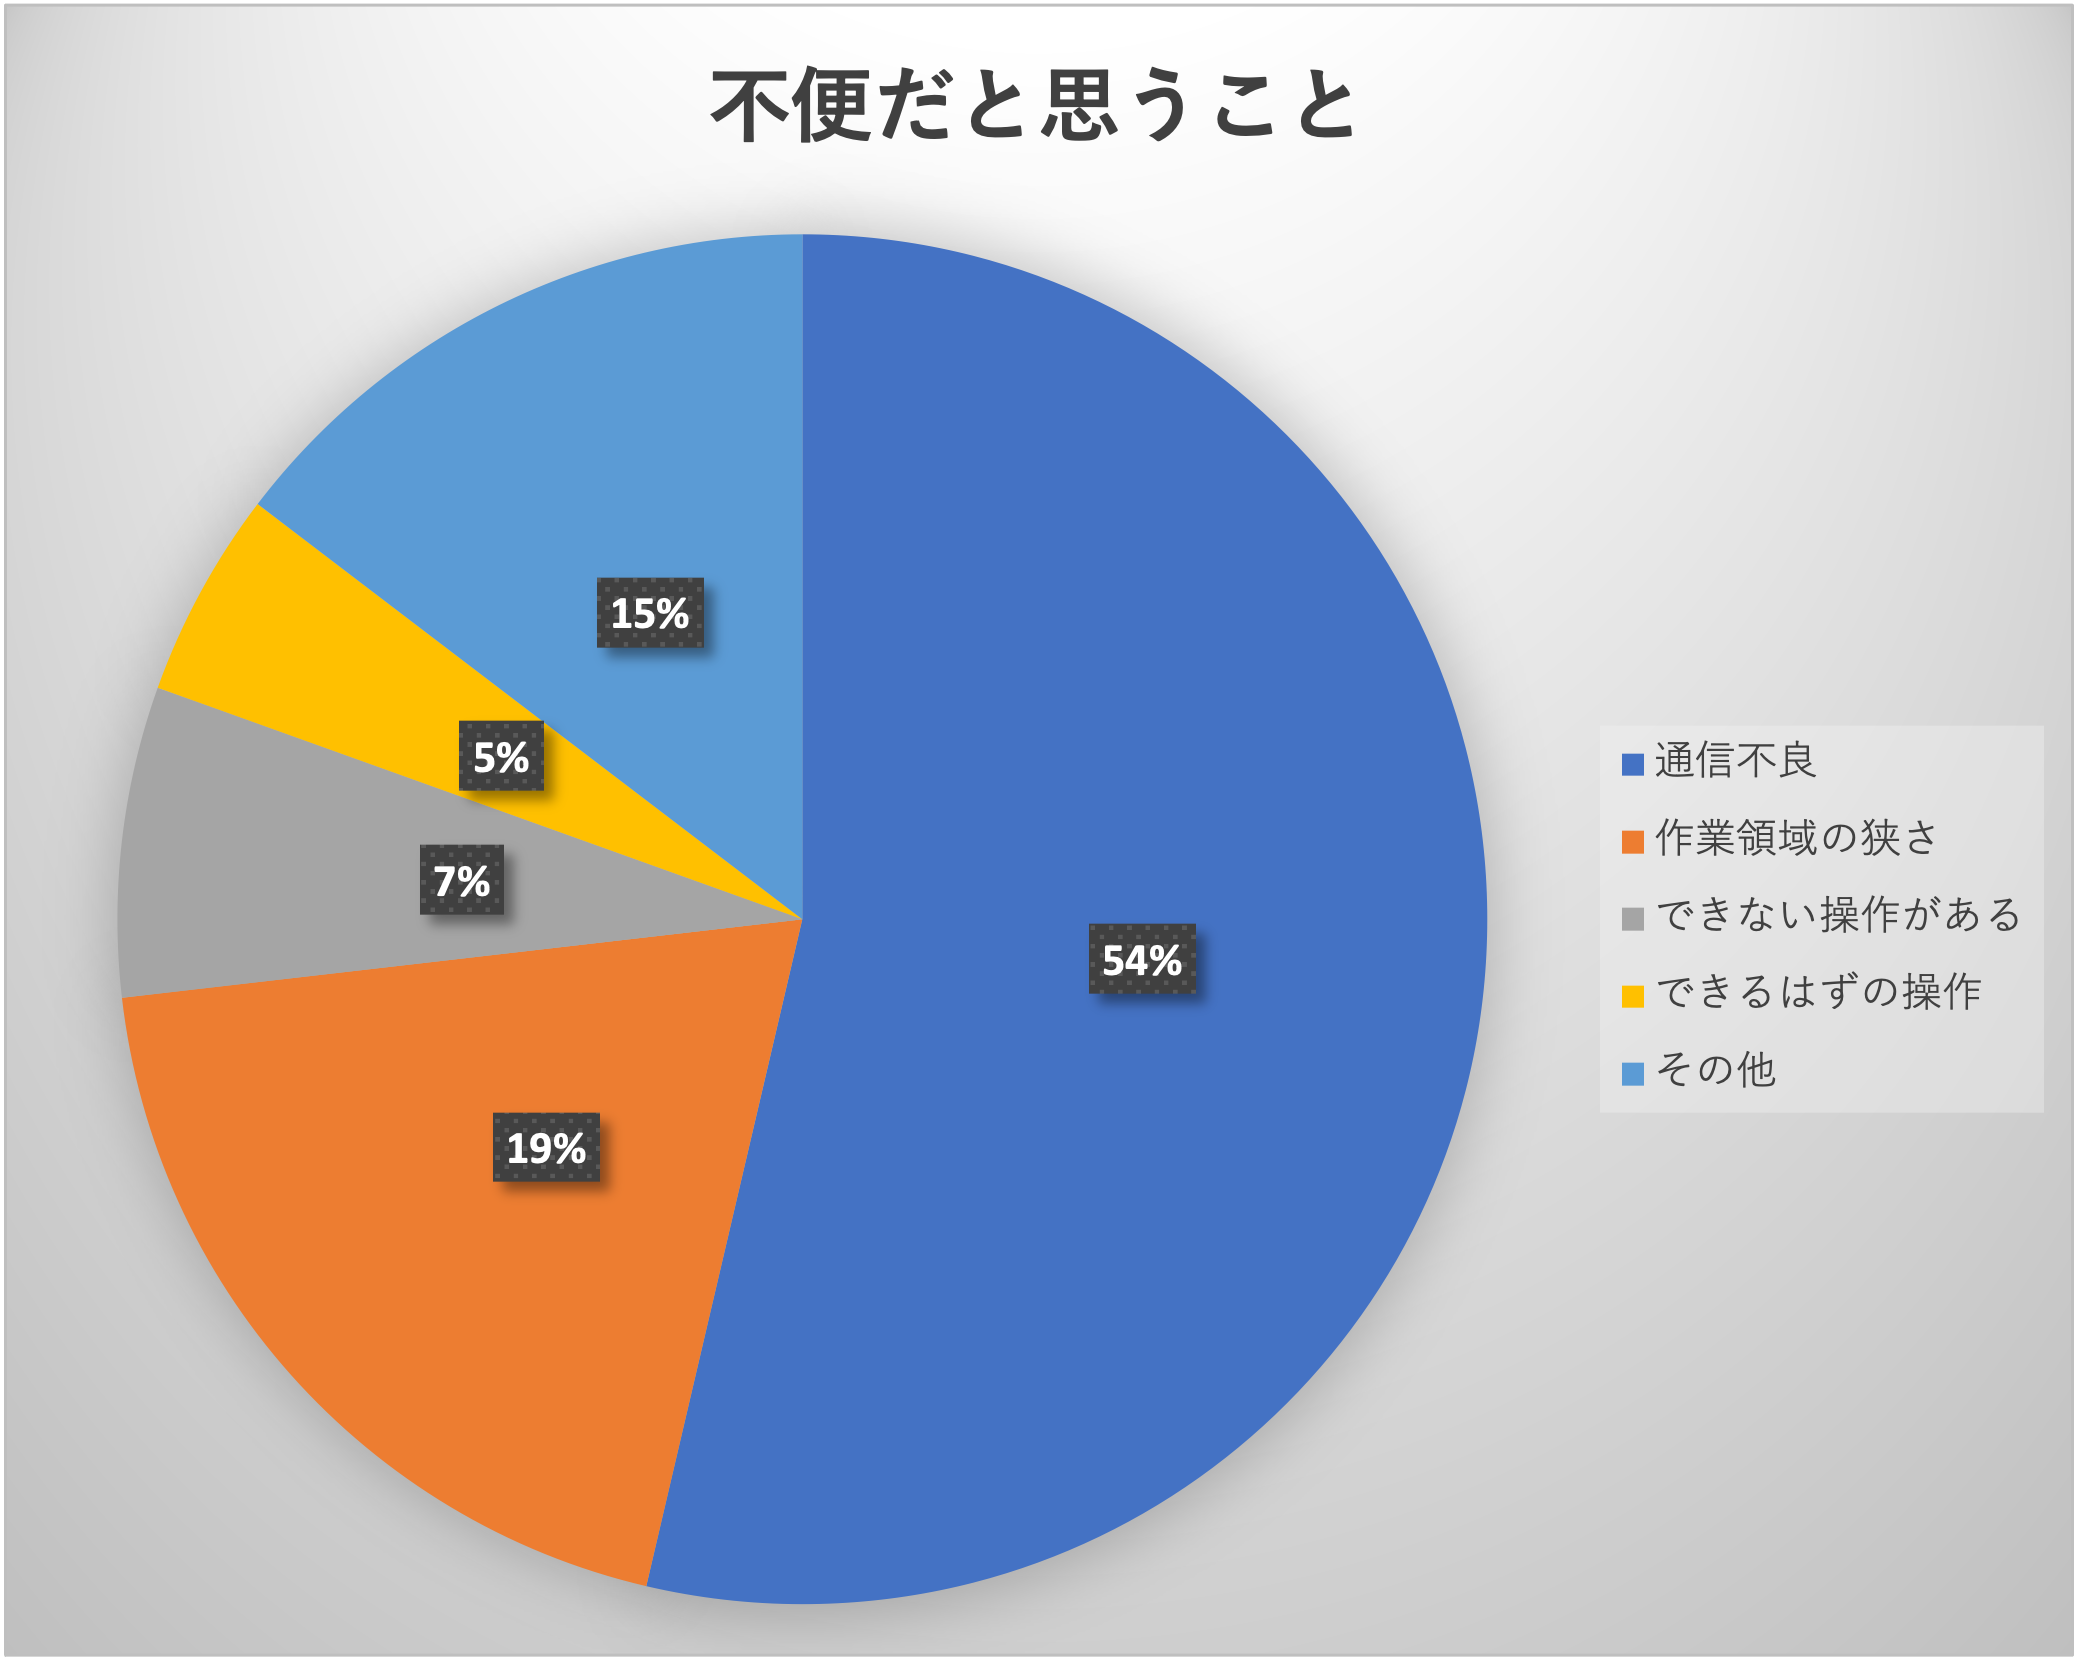 不便だと思うこと
15%
5%
7%
54%
19%
通信不良
作業領域の狭さ
できない操作がある
できるはずの操作
その他